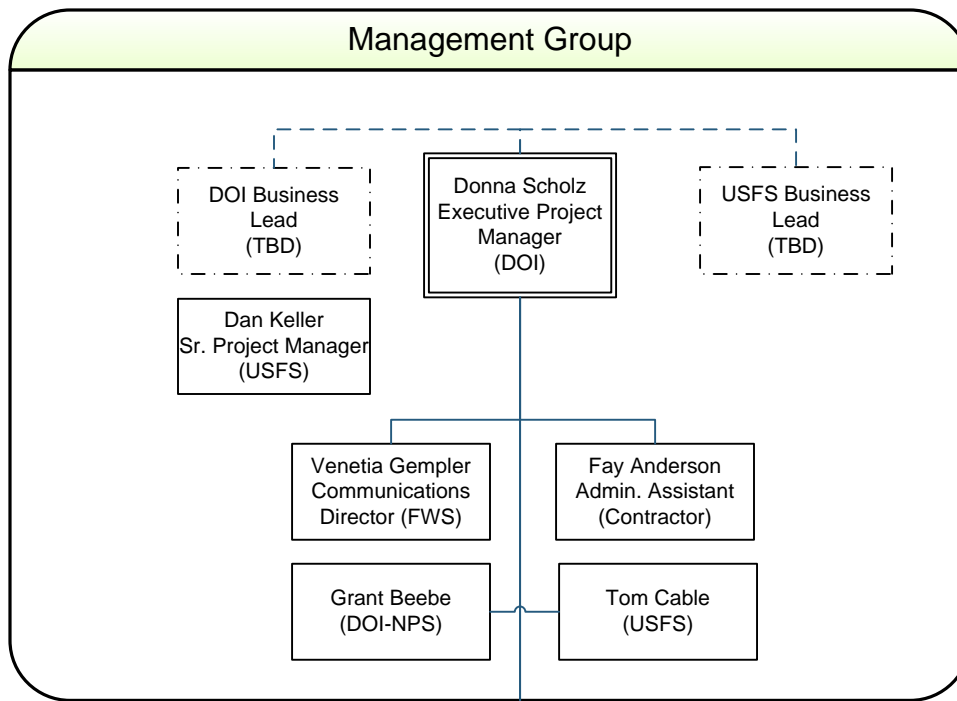 Management Group
DOI Business
Lead
(TBD)
Donna Scholz
Executive Project
Manager
(DOI)
USFS Business
Lead
(TBD)
Dan Keller
Sr. Project Manager
(USFS)
Venetia Gempler
Communications
Director (FWS)
Fay Anderson
Admin. Assistant
(Contractor)
Grant Beebe
(DOI-NPS)
Tom Cable
(USFS)